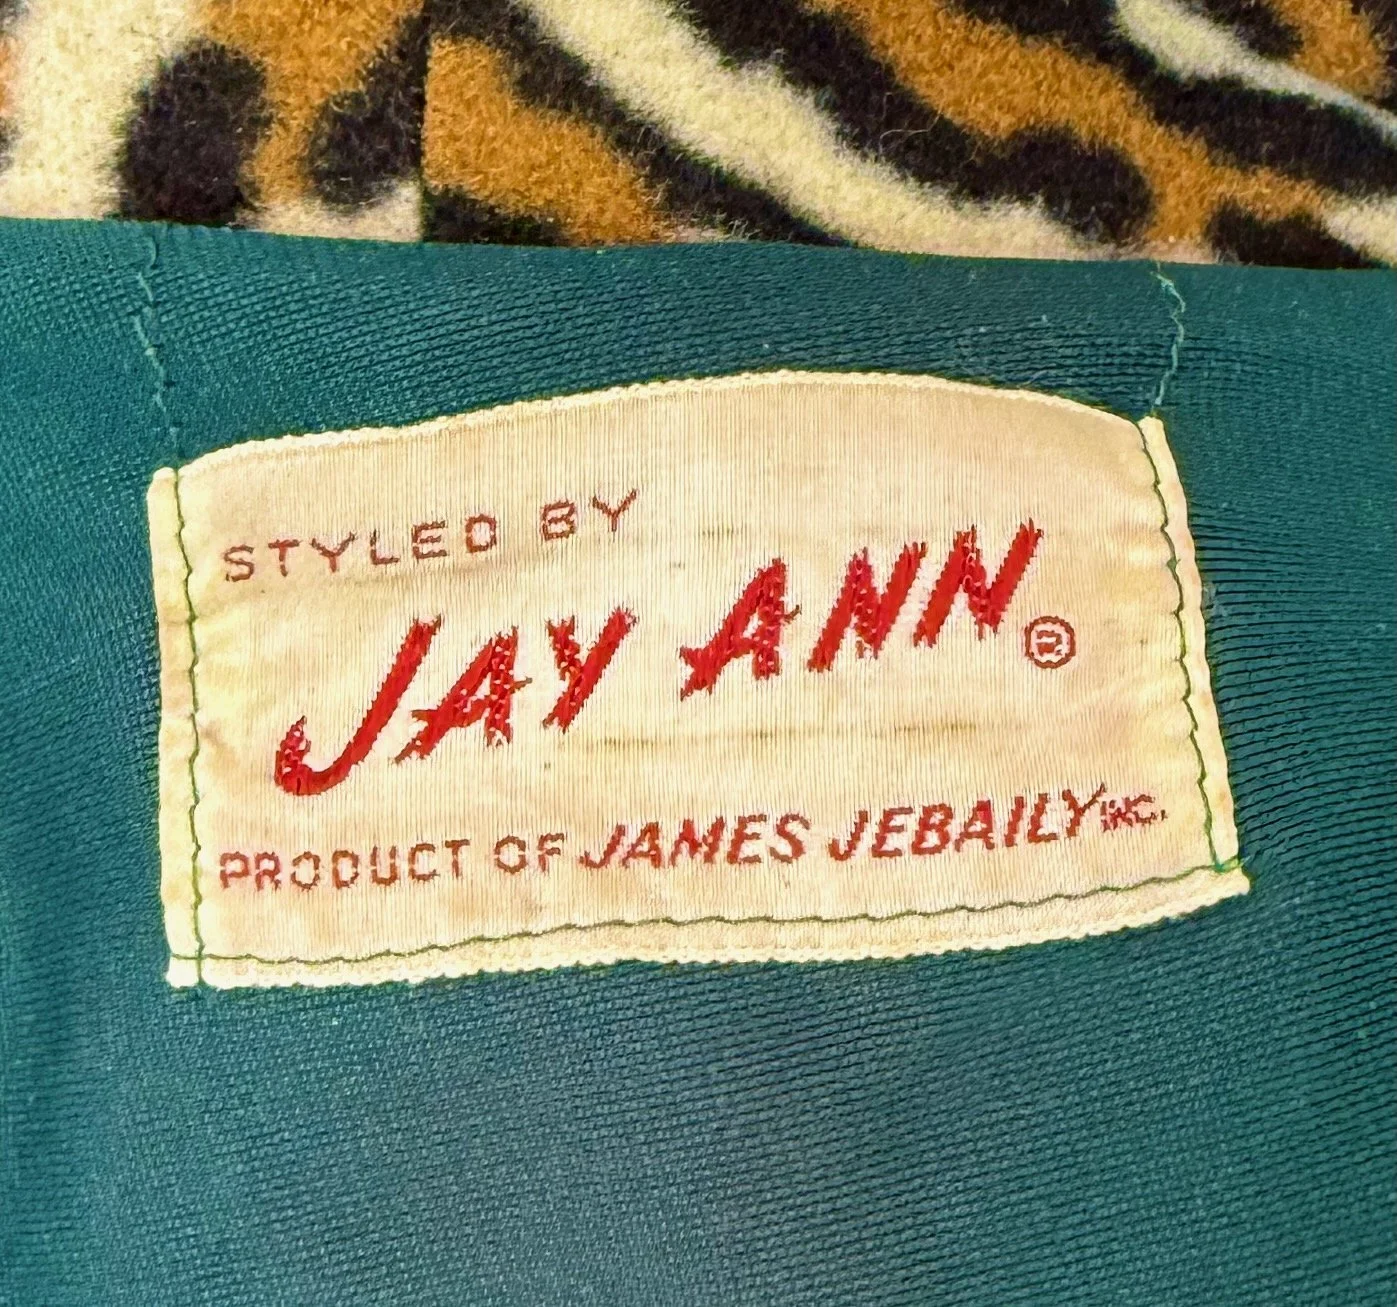 STYLED BY
JAY ANN ®
PRODUCT OF JAMES JEBAILY INC.